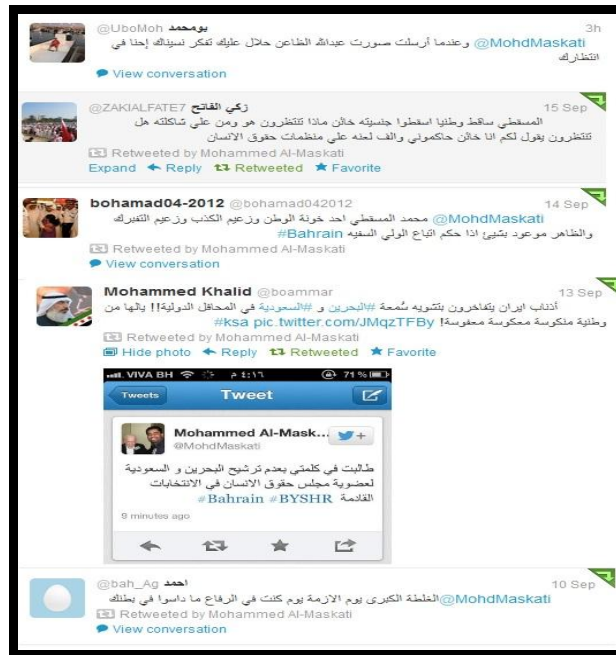 @UboMoh بومحمد 3h
@MohdMaskati وعندما أرسلت صورت عبدالله الظاعن حلال عليك تفكر نسيناك إحنا في
انتظارك
View conversation
@ZAKIALFATE7 زكي الفاتح 15 Sep
المسقطي ساقط وطنيا اسقطوا جنسيته خائن ماذا تنتظرون هو ومن على شاكلته هل
تنتظرون يقول لكم انا خائن حاكموني والف لعنه على منظمات حقوق الانسان
Retweeted by Mohammed Al-Maskati
Expand Reply Retweeted Favorite
bohamad04-2012 @bohamad042012 14 Sep
@MohdMaskati محمد المسقطي احد خونة الوطن وزعيم الكذب وزعيم التفبرك
والظاهر موعود بشيئ اذا حكم اتباع الولي السفيه #Bahrain
Retweeted by Mohammed Al-Maskati
View conversation
Mohammed Khalid @boammar 13 Sep
أذناب ايران يتفاخرون بتشويه سُمعة #البحرين و #السعودية في المحافل الدولية!! يالها من
وطنية منكوسة معكوسة معفوسة! #ksa pic.twitter.com/JMqzTFBy
Retweeted by Mohammed Al-Maskati
Hide photo Reply Retweeted Favorite
VIVA BH ٤:١٦ م 71%
Tweets Tweet
Mohammed Al-Mask...
@MohdMaskati
طالبت في كلمتي بعدم ترشيح البحرين و السعودية
لعضوية مجلس حقوق الانسان في الانتخابات
القادمة #Bahrain #BYSHR
9 minutes ago
@bah_Ag احمد 10 Sep
@MohdMaskati الغلطة الكبرى يوم الازمة يوم كنت في الرفاع ما داسوا في بطنك
Retweeted by Mohammed Al-Maskati
View conversation